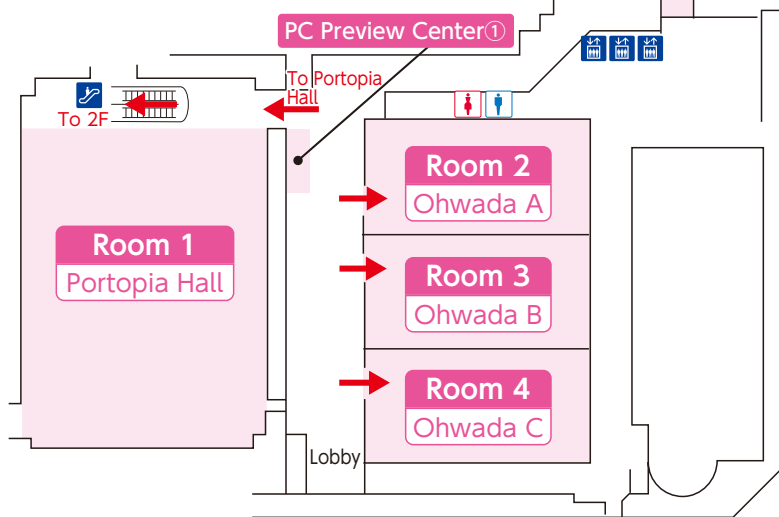 PC Preview Center①
To Portopia
Hall
To 2F
Room 2
Ohwada A
Room 1
Portopia Hall
Room 3
Ohwada B
Room 4
Ohwada C
Lobby